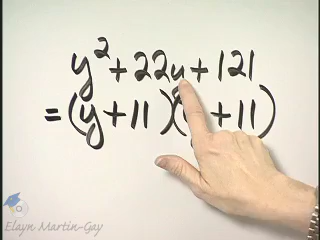 y² + 22y + 121
= (y + 11)( + 11)
Elayn Martin-Gay